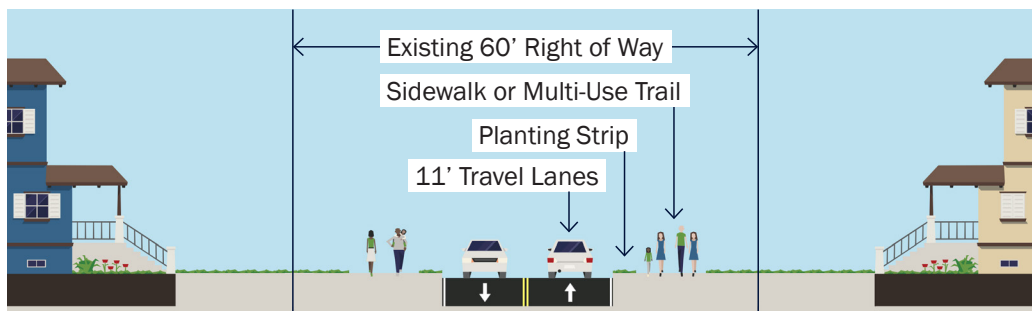 Existing 60’ Right of Way
Sidewalk or Multi-Use Trail
Planting Strip
11’ Travel Lanes